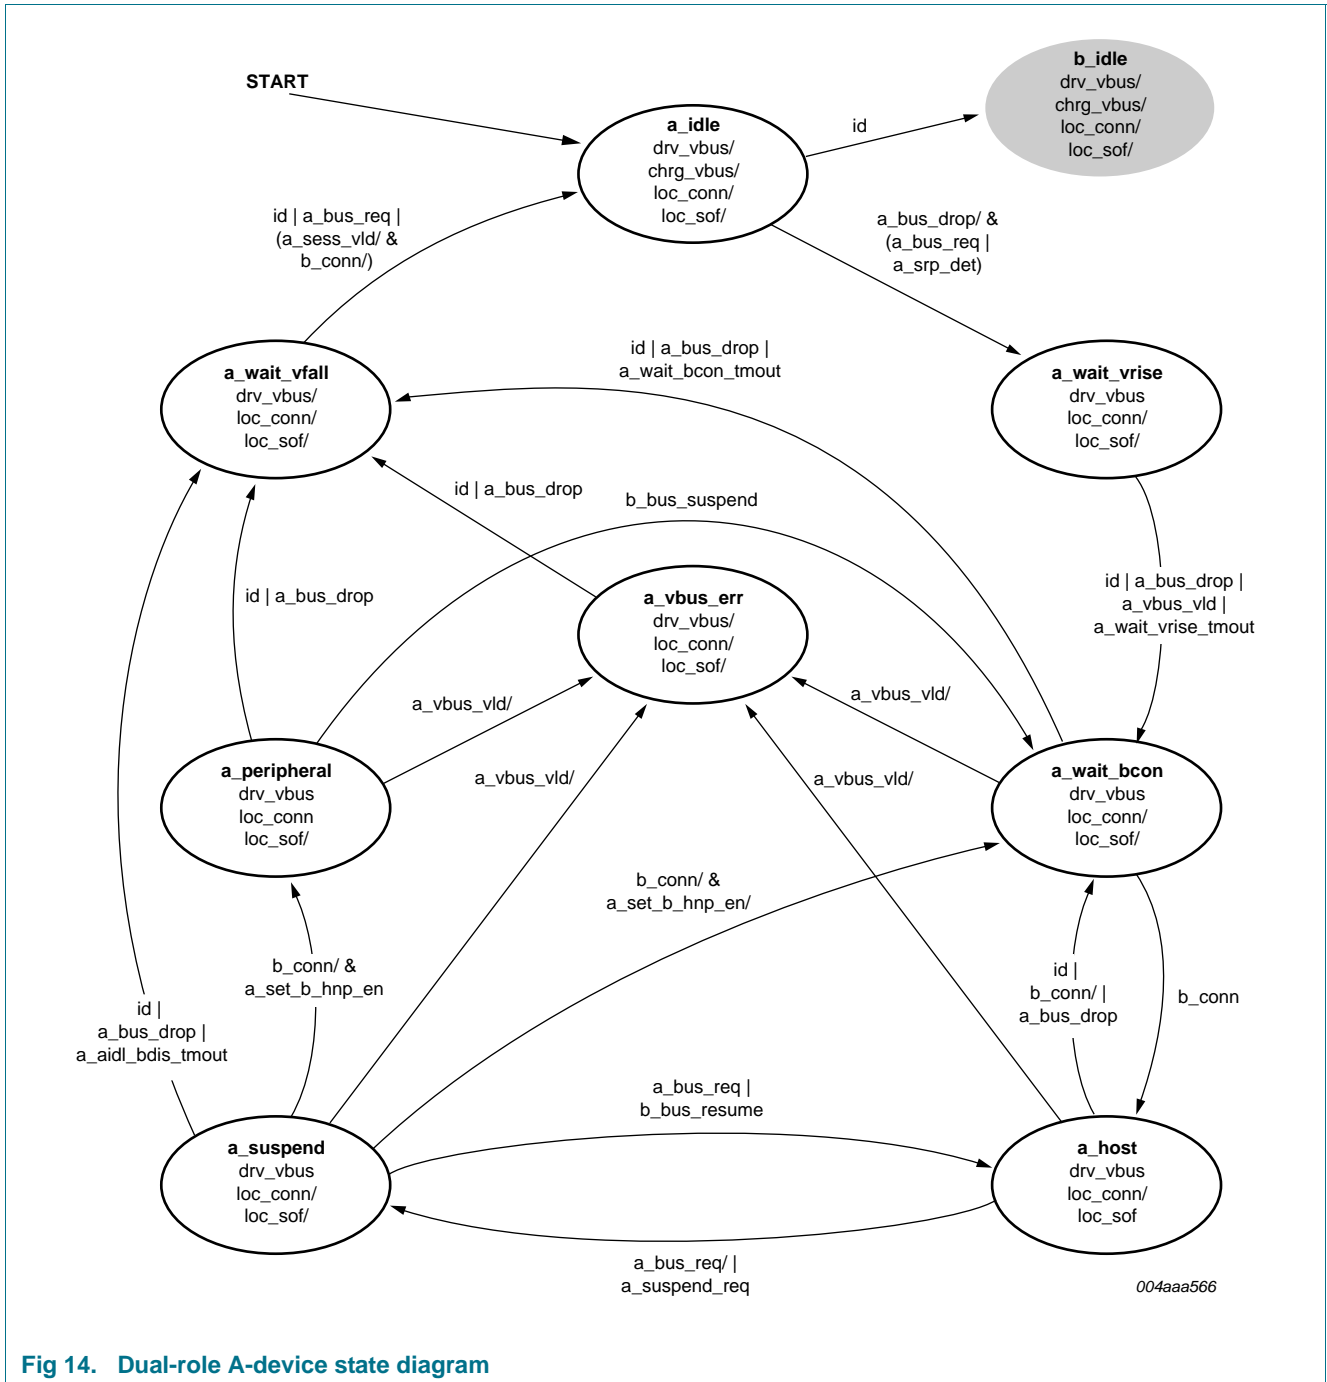 START
b_idle
drv_vbus/
chrg_vbus/
loc_conn/
loc_sof/
a_idle
drv_vbus/
chrg_vbus/
loc_conn/
loc_sof/
id
id | a_bus_req |
(a_sess_vld/ &
b_conn/)
a_bus_drop/ &
(a_bus_req |
a_srp_det)
a_wait_vfall
drv_vbus/
loc_conn/
loc_sof/
id | a_bus_drop |
a_wait_bcon_tmout
a_wait_vrise
drv_vbus
loc_conn/
loc_sof/
id | a_bus_drop
b_bus_suspend
id | a_bus_drop
a_vbus_err
drv_vbus/
loc_conn/
loc_sof/
id | a_bus_drop |
a_vbus_vld |
a_wait_vrise_tmout
a_vbus_vld/
a_vbus_vld/
a_peripheral
drv_vbus
loc_conn
loc_sof/
a_vbus_vld/
a_vbus_vld/
a_wait_bcon
drv_vbus
loc_conn/
loc_sof/
b_conn/ &
a_set_b_hnp_en/
b_conn/ &
a_set_b_hnp_en
id |
b_conn/ |
a_bus_drop
b_conn
id |
a_bus_drop |
a_aidl_bdis_tmout
a_bus_req |
b_bus_resume
a_suspend
drv_vbus
loc_conn/
loc_sof/
a_host
drv_vbus
loc_conn/
loc_sof
a_bus_req/ |
a_suspend_req
004aaa566
Fig 14. Dual-role A-device state diagram